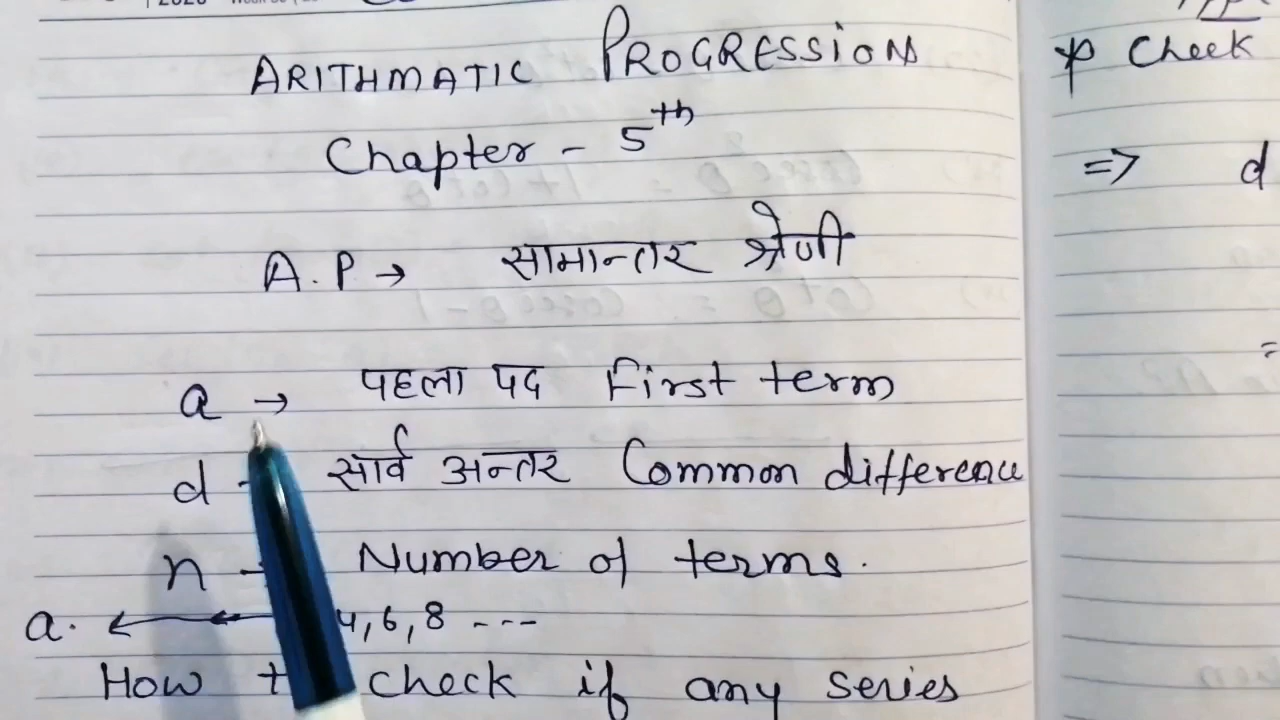 ARITHMATIC PROGRESSION
Chapter - 5th
A.P → सामान्तर श्रेणी
a → पहला पद First term
d - सार्व अन्तर Common difference
n - Number of terms.
a. ← 4, 6, 8 ---
How t check if any series
* Check
⇒ d
=